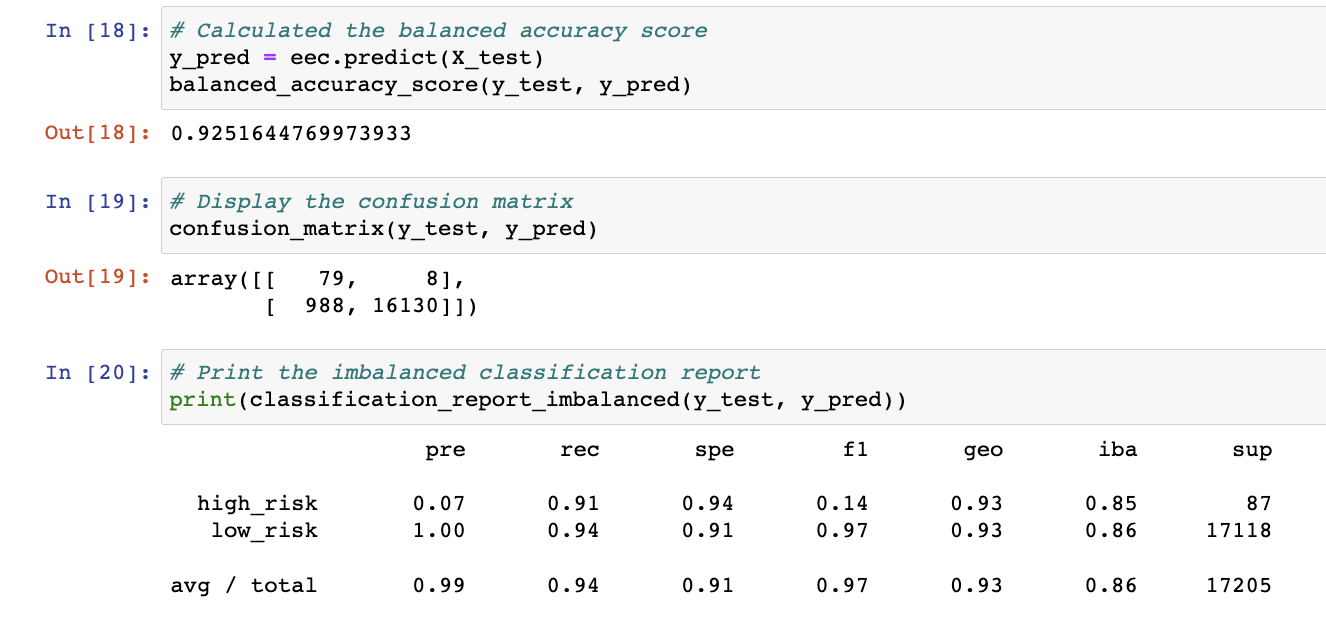 In [18]: # Calculated the balanced accuracy score
y_pred = eec.predict(X_test)
balanced_accuracy_score(y_test, y_pred)
Out[18]: 0.9251644769973933
In [19]: # Display the confusion matrix
confusion_matrix(y_test, y_pred)
Out[19]: array([[   79,     8],
       [  988, 16130]])
In [20]: # Print the imbalanced classification report
print(classification_report_imbalanced(y_test, y_pred))
pre rec spe f1 geo iba sup
high_risk 0.07 0.91 0.94 0.14 0.93 0.85 87
low_risk 1.00 0.94 0.91 0.97 0.93 0.86 17118
avg / total 0.99 0.94 0.91 0.97 0.93 0.86 17205